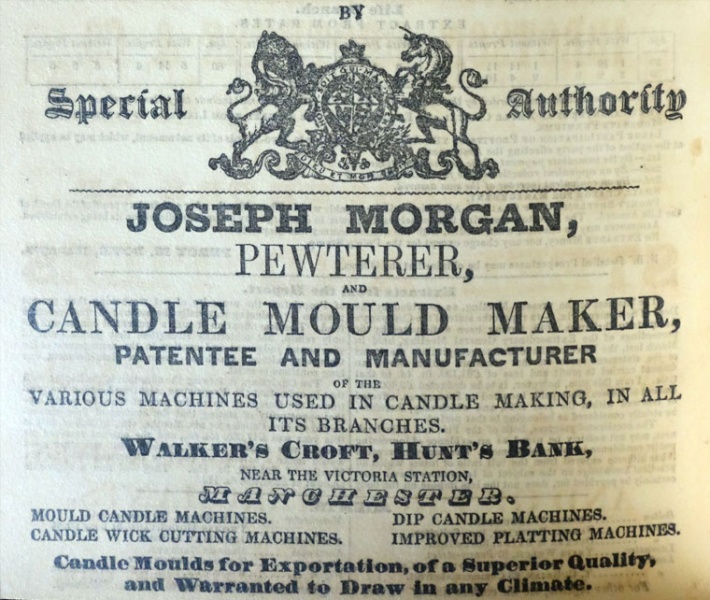 BY
Special Authority
JOSEPH MORGAN,
PEWTERER,
AND
CANDLE MOULD MAKER,
PATENTEE AND MANUFACTURER
OF THE
VARIOUS MACHINES USED IN CANDLE MAKING, IN ALL
ITS BRANCHES.
WALKER'S CROFT, HUNT'S BANK,
NEAR THE VICTORIA STATION,
MANCHESTER.
MOULD CANDLE MACHINES. DIP CANDLE MACHINES.
CANDLE WICK CUTTING MACHINES. IMPROVED PLATTING MACHINES.
Candle Moulds for Exportation, of a Superior Quality,
and Warranted to Draw in any Climate.